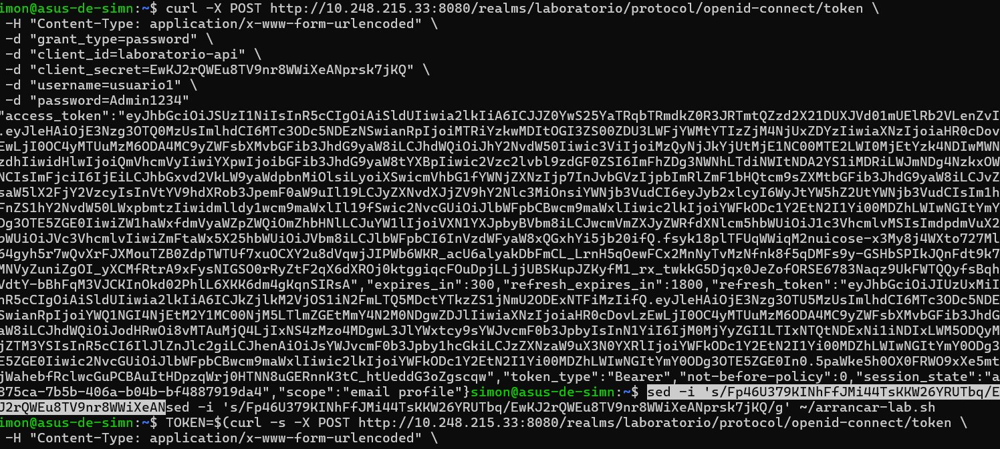 imon@asus-de-simn:~$ curl -X POST http://10.248.215.33:8080/realms/laboratorio/protocol/openid-connect/token \
-H "Content-Type: application/x-www-form-urlencoded" \
-d "grant_type=password" \
-d "client_id=laboratorio-api" \
-d "client_secret=EwKJ2rQWEu8TV9nr8WWiXeANprsk7jKQ" \
-d "username=usuario1" \
-d "password=Admin1234"
"access_token":"eyJhbGciOiJSUzI1NiIsInR5cCIgOiAiSldUIiwia2lkIiA6ICJJZ0YwS25YaTRqbTRmdkZ0R3JRTmtQZzd2X21DUXJVd01mUElRb2VLenZvI
.eyJleHAiOjE3Nzg3OTQ0MzUsImlhdCI6MTc3ODc5NDEzNSwianRpIjoiMTRiYzkwMDItOGI3ZS00ZDU3LWFjYWMtYTIzZjM4NjUxZDYzIiwiaXNzIjoiaHR0cDov
EwLjI0OC4yMTUuMzM6ODA4MC9yZWFsbXMvbGFib3JhdG9yaW8iLCJhdWQiOiJhY2NvdW50Iiwic3ViIjoiMzQyNjJkYjUtMjE1NC00MTE2LWI0MjEtYzk4NDIwMWN
zdhIiwidHlwIjoiQmVhcmVyIiwiYXpwIjoibGFib3JhdG9yaW8tYXBpIiwic2Vzc2lvbl9zdGF0ZSI6ImFhZDg3NWNhLTdiNWItNDA2YS1iMDRiLWJmNDg4NzkxOW
NCIsImFjciI6IjEiLCJhbGxvd2VkLW9yaWdpbnMiOlsiLyoiXSwicmVhbG1fYWNjZXNzIjp7InJvbGVzIjpbImRlZmF1bHQtcm9sZXMtbGFib3JhdG9yaW8iLCJvZ
saW5lX2FjY2VzcyIsInVtYV9hdXRob3JpemF0aW9uIl19LCJyZXNvdXJjZV9hY2Nlc3MiOnsiYWNjb3VudCI6eyJyb2xlcyI6WyJtYW5hZ2UtYWNjb3VudCIsIm1h
FnZS1hY2NvdW50LWxpbmtzIiwidmlldy1wcm9maWxlIl19fSwic2NvcGUiOiJlbWFpbCBwcm9maWxlIiwic2lkIjoiYWFkODc1Y2EtN2I1Yi00MDZhLWIwNGItYmY
Dg3OTE5ZGE0IiwiZW1haWxfdmVyaWZpZWQiOmZhbHNlLCJuYW1lIjoiVXN1YXJpbyBVbm8iLCJwcmVmZXJyZWRfdXNlcm5hbWUiOiJ1c3VhcmlvMSIsImdpdmVuX2
bWUiOiJVc3VhcmlvIiwiZmFtaWx5X25hbWUiOiJVbm8iLCJlbWFpbCI6InVzdWFyaW8xQGxhYi5jb20ifQ.fsyk18plTFUqWWiqM2nuicose-x3My8j4WXto727Ml
64gyh5r7wQvXrFJXMouTZB0ZdpTWTUf7xuOCXY2u8dVqwjJIPWb6WKR_acU6alyakDbFmCL_LrnH5qOewFCx2MnNyTvMzNfnk8f5qDMFs9y-GSHbSPIkJQnFdt9k7
MNVyZuniZgOI_yXCMfRtrA9xFysNIGSO0rRyZtF2qX6dXROj0ktggiqcFOuDpjLLjjUBSKupJZKyfM1_rx_twkkG5Djqx0JeZofORSE6783Naqz9UkFWTQQyfsBqh
VdtY-bBhFqM3VJCKInOkd02PhlL6XKK6dm4gKqnSIRsA","expires_in":300,"refresh_expires_in":1800,"refresh_token":"eyJhbGciOiJIUzUxMiI
nR5cCIgOiAiSldUIiwia2lkIiA6ICJkZjlkM2VjOS1iN2FmLTQ5MDctYTkzZS1jNmU2ODExNTFiMzIifQ.eyJleHAiOjE3Nzg3OTU5MzUsImlhdCI6MTc3ODc5NDE
SwianRpIjoiYWQ1NGI4NjEtM2Y1MC00NjM5LTlmZGEtMmY4N2M0NDgwZDJlIiwiaXNzIjoiaHR0cDovLzEwLjI0OC4yMTUuMzM6ODA4MC9yZWFsbXMvbGFib3JhdG
aW8iLCJhdWQiOiJodHRwOi8vMTAuMjQ4LjIxNS4zMzo4MDgwL3JlYWxtcy9sYWJvcmF0b3JpbyIsInN1YiI6IjM0MjYyZGI1LTIxNTQtNDExNi1iNDIxLWM5ODQyM
jZTM3YSIsInR5cCI6IlJlZnJlc2giLCJhenAiOiJsYWJvcmF0b3Jpby1hcGkiLCJzZXNzaW9uX3N0YXRlIjoiYWFkODc1Y2EtN2I1Yi00MDZhLWIwNGItYmY0ODg3
E5ZGE0Iiwic2NvcGUiOiJlbWFpbCBwcm9maWxlIiwic2lkIjoiYWFkODc1Y2EtN2I1Yi00MDZhLWIwNGItYmY0ODg3OTE5ZGE0In0.5paWke5h0OX0FRWO9xXe5mt
jWahebfRclwcGuPCBAuItHDpzqWrj0HTNN8uGERnnK3tC_htUeddG3oZgscqw","token_type":"Bearer","not-before-policy":0,"session_state":"a
875ca-7b5b-406a-b04b-bf4887919da4","scope":"email profile"}simon@asus-de-simn:~$ sed -i 's/Fp46U379KINhFfJMi44TsKKW26YRUTbq/E
J2rQWEu8TV9nr8WWiXeANsed -i 's/Fp46U379KINhFfJMi44TsKKW26YRUTbq/EwKJ2rQWEu8TV9nr8WWiXeANprsk7jKQ/g' ~/arrancar-lab.sh
imon@asus-de-simn:~$ TOKEN=$(curl -s -X POST http://10.248.215.33:8080/realms/laboratorio/protocol/openid-connect/token \
-H "Content-Type: application/x-www-form-urlencoded" \